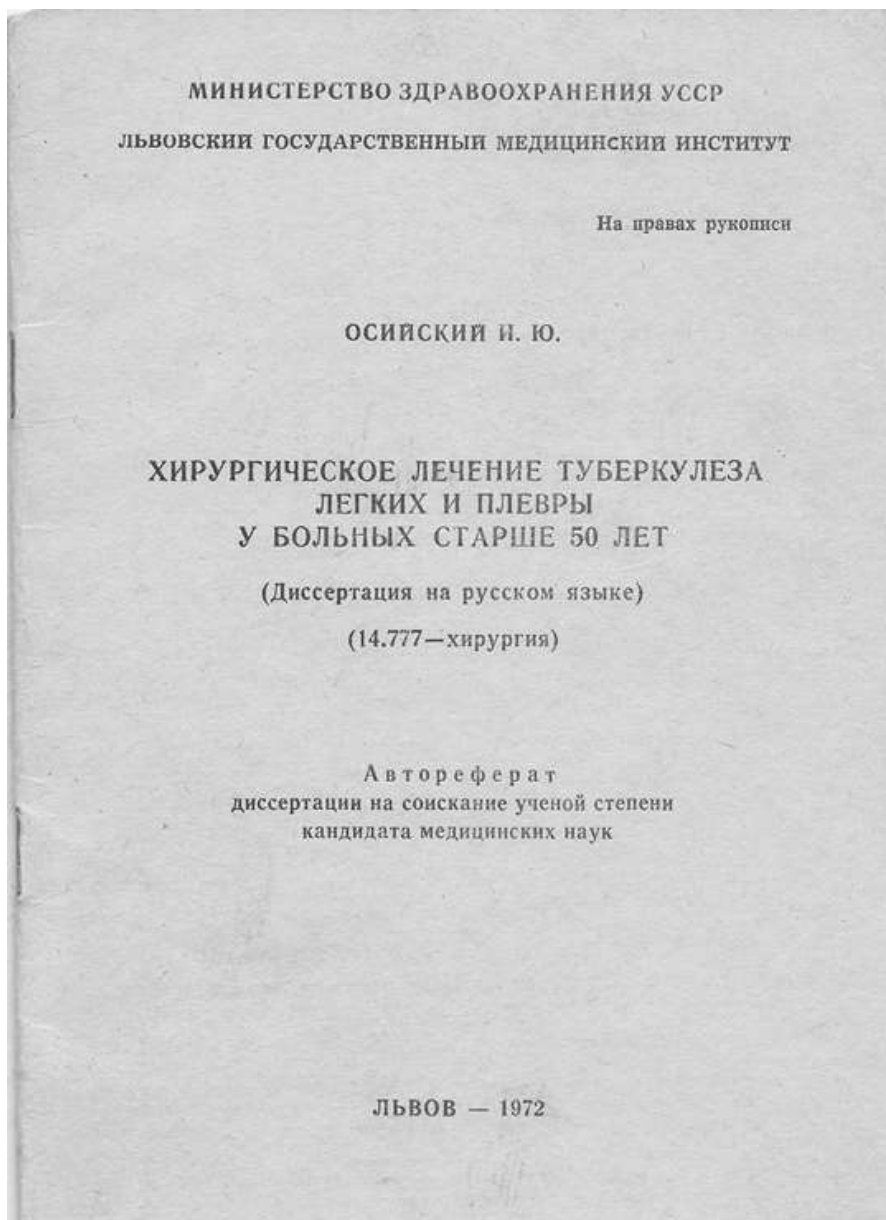 МИНИСТЕРСТВО ЗДРАВООХРАНЕНИЯ УССР
ЛЬВОВСКИЙ ГОСУДАРСТВЕННЫЙ МЕДИЦИНСКИЙ ИНСТИТУТ
На правах рукописи
ОСИЙСКИЙ И. Ю.
ХИРУРГИЧЕСКОЕ ЛЕЧЕНИЕ ТУБЕРКУЛЕЗА
ЛЕГКИХ И ПЛЕВРЫ
У БОЛЬНЫХ СТАРШЕ 50 ЛЕТ
(Диссертация на русском языке)
(14.777—хирургия)
Автореферат
диссертации на соискание ученой степени
кандидата медицинских наук
ЛЬВОВ — 1972